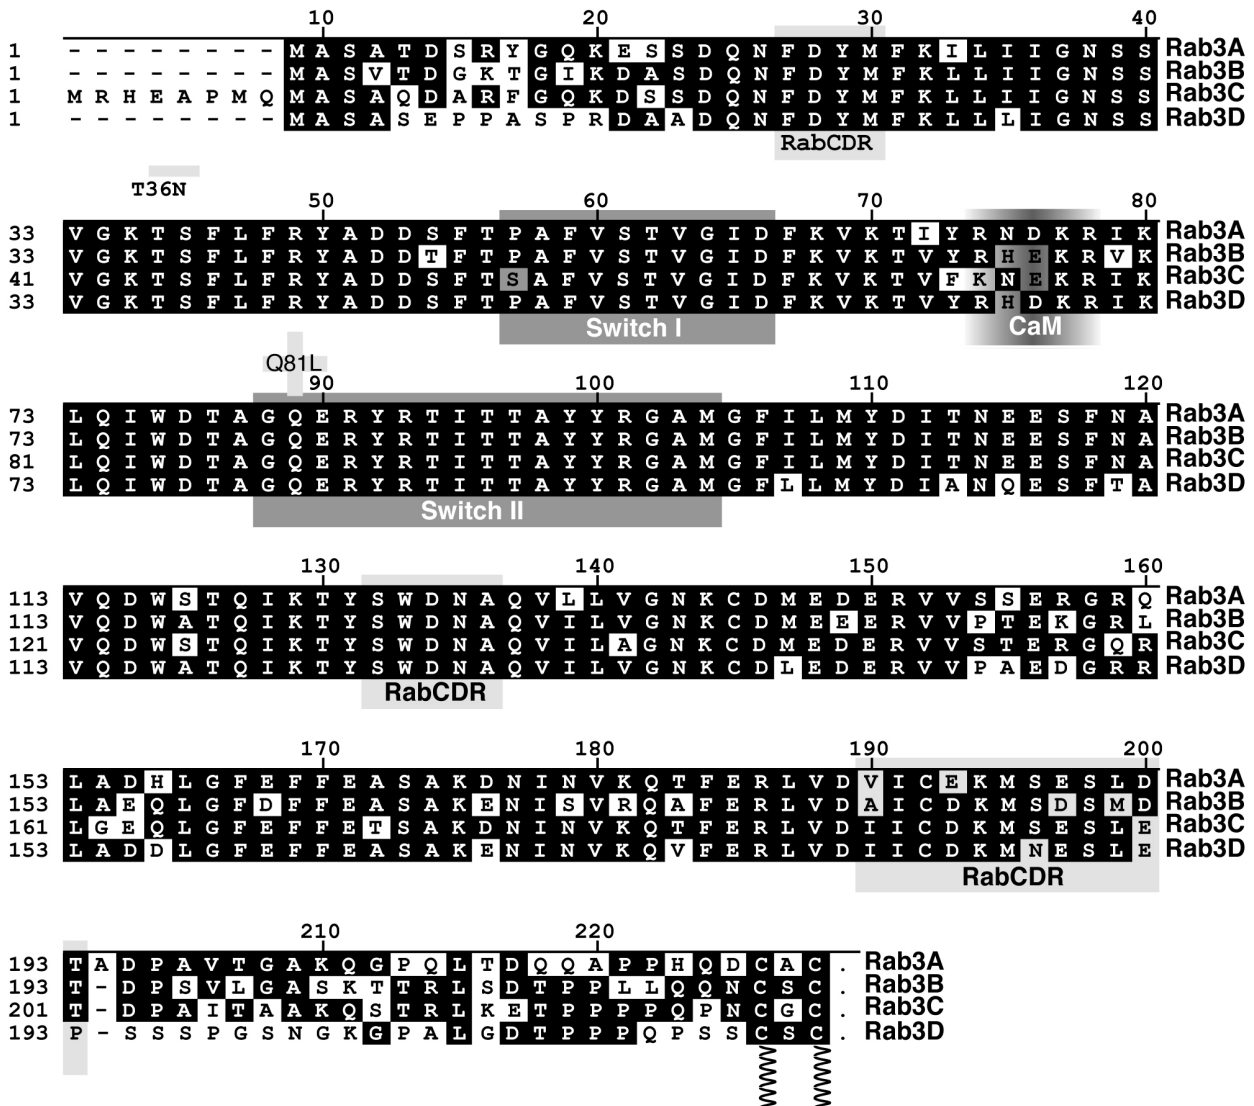 10 20 30 40
1 - - - - - - - - M A S A T D S R Y G Q K E S S D Q N F D Y M F K I L I I G N S S Rab3A
1 - - - - - - - - M A S V T D G K T G I K D A S D Q N F D Y M F K L L I I G N S S Rab3B
1 M R H E A P M Q M A S A Q D A R F G Q K D S S D Q N F D Y M F K L L I I G N S S Rab3C
1 - - - - - - - - M A S A S E P P A S P R D A A D Q N F D Y M F K L L L I G N S S Rab3D
RabCDR
T36N
50 60 70 80
33 V G K T S F L F R Y A D D S F T P A F V S T V G I D F K V K T I Y R N D K R I K Rab3A
33 V G K T S F L F R Y A D D T F T P A F V S T V G I D F K V K T V Y R H E K R V K Rab3B
41 V G K T S F L F R Y A D D S F T S A F V S T V G I D F K V K T V F K N E K R I K Rab3C
33 V G K T S F L F R Y A D D S F T P A F V S T V G I D F K V K T V Y R H D K R I K Rab3D
Switch I CaM
Q81L
90 100 110 120
73 L Q I W D T A G Q E R Y R T I T T A Y Y R G A M G F I L M Y D I T N E E S F N A Rab3A
73 L Q I W D T A G Q E R Y R T I T T A Y Y R G A M G F I L M Y D I T N E E S F N A Rab3B
81 L Q I W D T A G Q E R Y R T I T T A Y Y R G A M G F I L M Y D I T N E E S F N A Rab3C
73 L Q I W D T A G Q E R Y R T I T T A Y Y R G A M G F L L M Y D I A N Q E S F T A Rab3D
Switch II
130 140 150 160
113 V Q D W S T Q I K T Y S W D N A Q V L L V G N K C D M E D E R V V S S E R G R Q Rab3A
113 V Q D W A T Q I K T Y S W D N A Q V I L V G N K C D M E E E R V V P T E K G R L Rab3B
121 V Q D W S T Q I K T Y S W D N A Q V I L A G N K C D M E D E R V V S T E R G Q R Rab3C
113 V Q D W A T Q I K T Y S W D N A Q V I L V G N K C D L E D E R V V P A E D G R R Rab3D
RabCDR
170 180 190 200
153 L A D H L G F E F F E A S A K D N I N V K Q T F E R L V D V I C E K M S E S L D Rab3A
153 L A E Q L G F D F F E A S A K E N I S V R Q A F E R L V D A I C D K M S D S M D Rab3B
161 L G E Q L G F E F F E T S A K D N I N V K Q T F E R L V D I I C D K M S E S L E Rab3C
153 L A D D L G F E F F E A S A K E N I N V K Q V F E R L V D I I C D K M N E S L E Rab3D
RabCDR
210 220
193 T A D P A V T G A K Q G P Q L T D Q Q A P P H Q D C A C . Rab3A
193 T - D P S V L G A S K T T R L S D T P P L L Q Q N C S C . Rab3B
201 T - D P A I T A A K Q S T R L K E T P P P P Q P N C G C . Rab3C
193 P - S S S P G S N G K G P A L G D T P P P Q P S S C S C . Rab3D